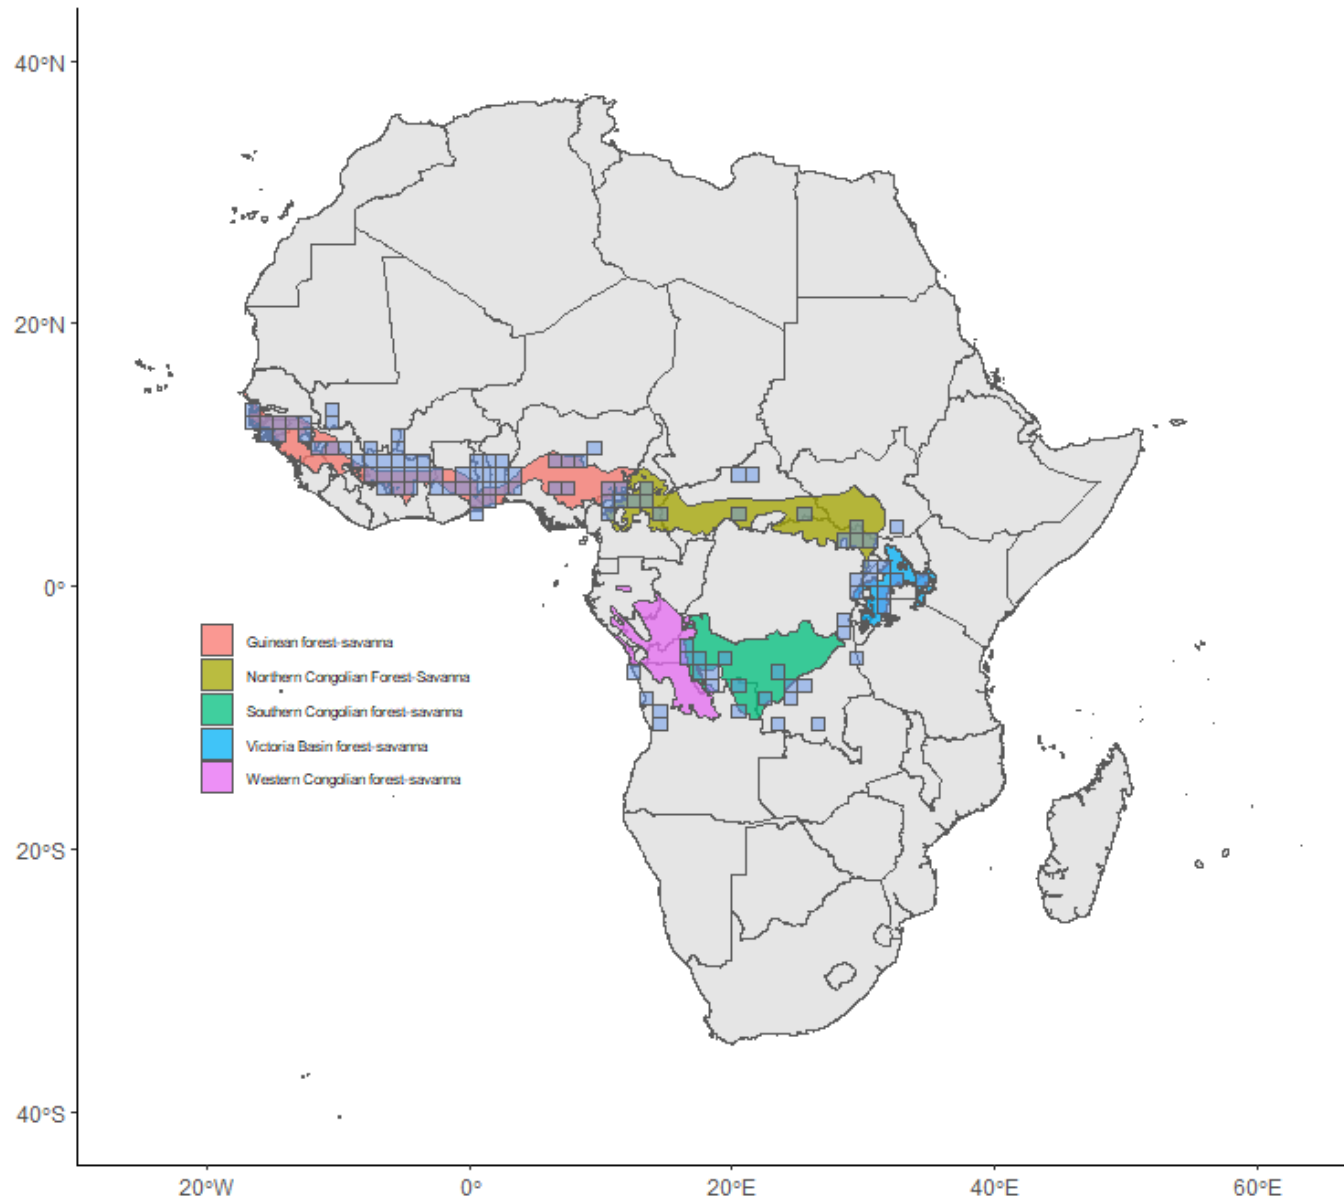 40°N
20°N
0°
20°S
40°S
Guinean forest-savanna
Northern Congolian Forest-Savanna
Southern Congolian forest-savanna
Victoria Basin forest-savanna
Western Congolian forest-savanna
20°W
0°
20°E
40°E
60°E